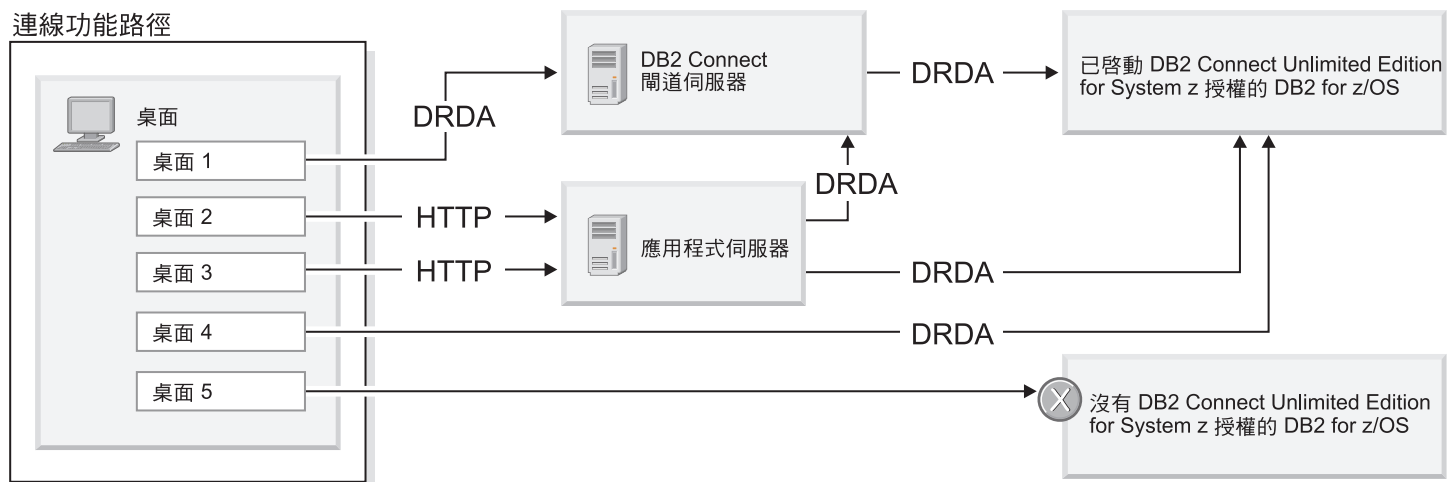 連線功能路徑
桌面
桌面 1
桌面 2
桌面 3
桌面 4
桌面 5
DRDA
HTTP
HTTP
DB2 Connect
閘道伺服器
DRDA
應用程式伺服器
DRDA
DRDA
DRDA
已啓動 DB2 Connect Unlimited Edition
for System z 授權的 DB2 for z/OS
X
沒有 DB2 Connect Unlimited Edition
for System z 授權的 DB2 for z/OS